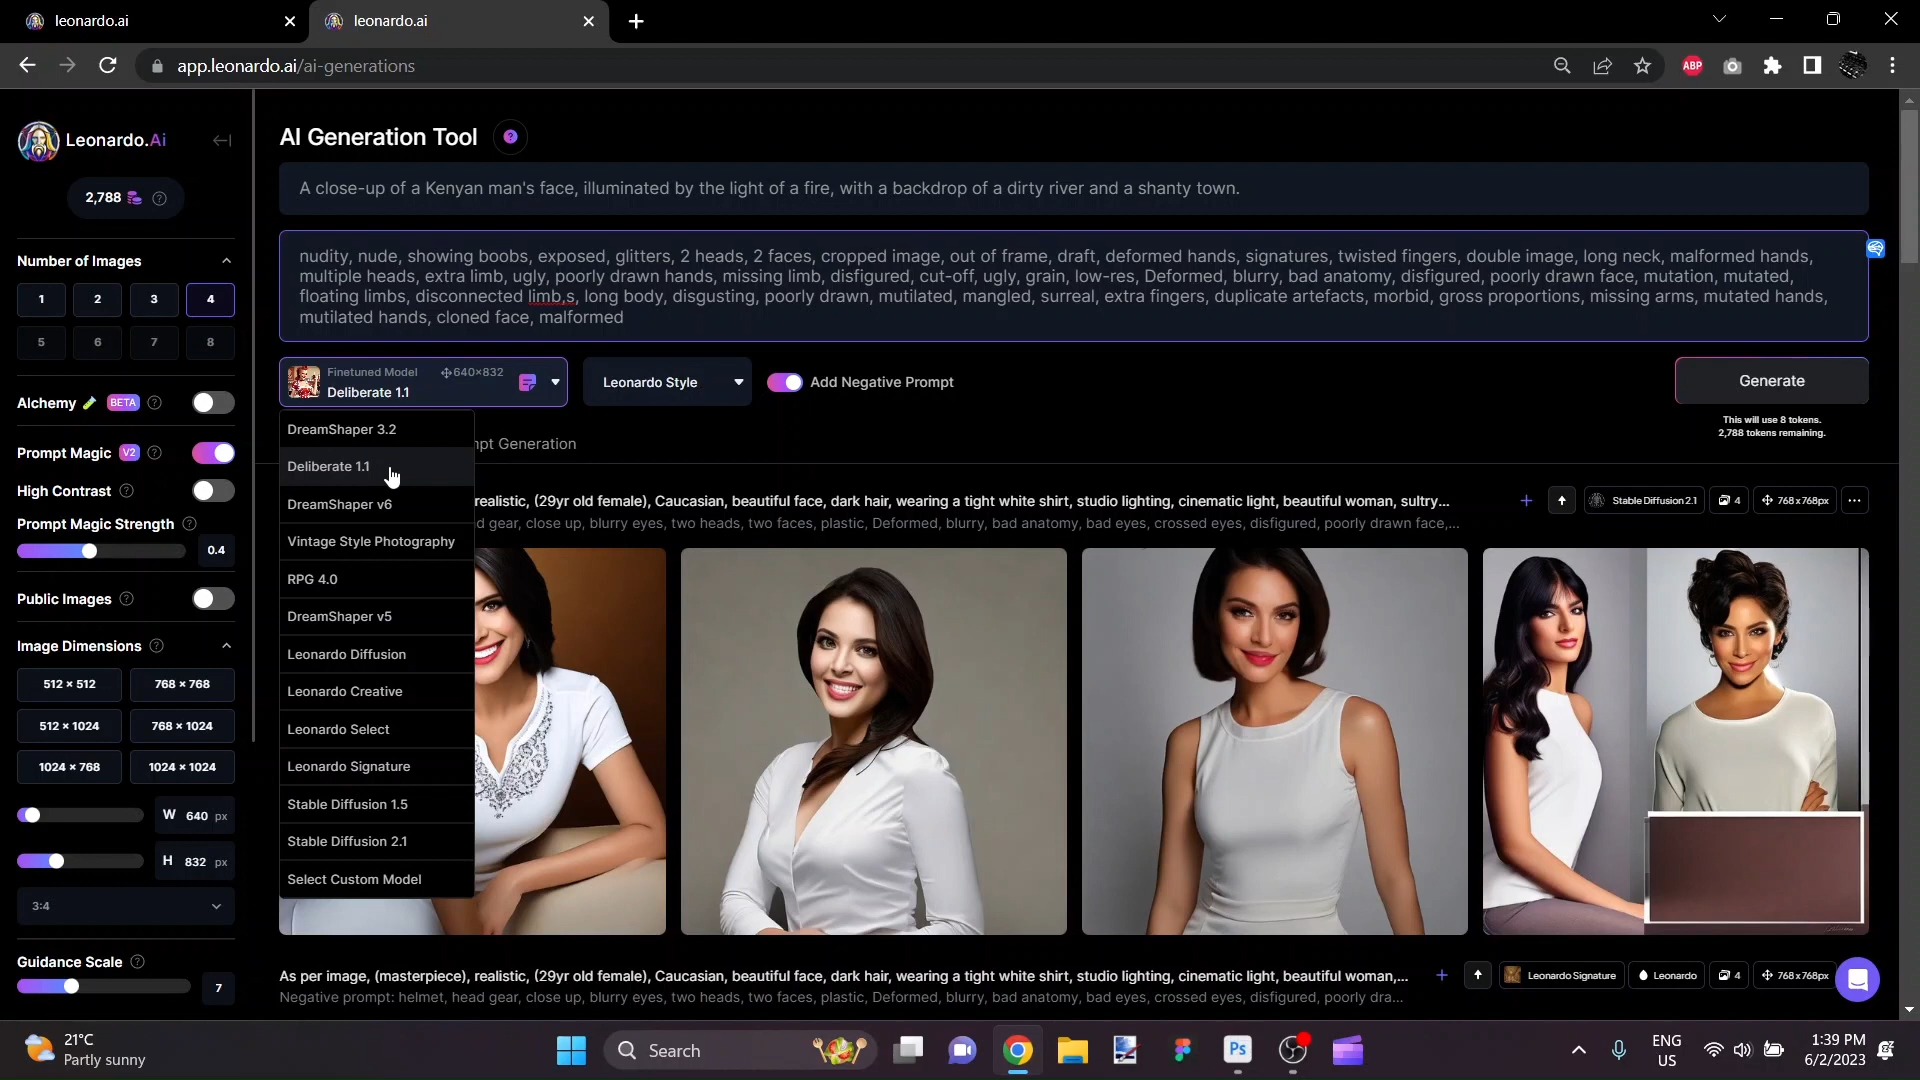 leonardo.ai
leonardo.ai
app.leonardo.ai/ai-generations
ABP
Leonardo.Ai
2,788
Number of Images
1 2 3 4
5 6 7 8
Alchemy BETA
Prompt Magic V2
High Contrast
Prompt Magic Strength
0.4
Public Images
Image Dimensions
512 × 512 768 × 768
512 × 1024 768 × 1024
1024 × 768 1024 × 1024
W 640 px
H 832 px
3:4
Guidance Scale
7
AI Generation Tool
A close-up of a Kenyan man's face, illuminated by the light of a fire, with a backdrop of a dirty river and a shanty town.
nudity, nude, showing boobs, exposed, glitters, 2 heads, 2 faces, cropped image, out of frame, draft, deformed hands, signatures, twisted fingers, double image, long neck, malformed hands,
multiple heads, extra limb, ugly, poorly drawn hands, missing limb, disfigured, cut-off, ugly, grain, low-res, Deformed, blurry, bad anatomy, disfigured, poorly drawn face, mutation, mutated,
floating limbs, disconnected limb,s, long body, disgusting, poorly drawn, mutilated, mangled, surreal, extra fingers, duplicate artefacts, morbid, gross proportions, missing arms, mutated hands,
mutilated hands, cloned face, malformed
Finetuned Model 640×832
Deliberate 1.1
Leonardo Style
Add Negative Prompt
Generate
This will use 8 tokens.
2,788 tokens remaining.
DreamShaper 3.2
Deliberate 1.1
DreamShaper v6
Vintage Style Photography
RPG 4.0
DreamShaper v5
Leonardo Diffusion
Leonardo Creative
Leonardo Select
Leonardo Signature
Stable Diffusion 1.5
Stable Diffusion 2.1
Select Custom Model
pt Generation
realistic, (29yr old female), Caucasian, beautiful face, dark hair, wearing a tight white shirt, studio lighting, cinematic light, beautiful woman, sultry...
Stable Diffusion 2.1 4 768 x 768px
d gear, close up, blurry eyes, two heads, two faces, plastic, Deformed, blurry, bad anatomy, bad eyes, crossed eyes, disfigured, poorly drawn face,...
As per image, (masterpiece), realistic, (29yr old female), Caucasian, beautiful face, dark hair, wearing a tight white shirt, studio lighting, cinematic light, beautiful woman,...
Leonardo Signature Leonardo 4 768 x 768px
Negative prompt: helmet, head gear, close up, blurry eyes, two heads, two faces, plastic, Deformed, blurry, bad anatomy, bad eyes, crossed eyes, disfigured, poorly dra...
21°C
Partly sunny
Search
Ps
ENG
US
1:39 PM
6/2/2023